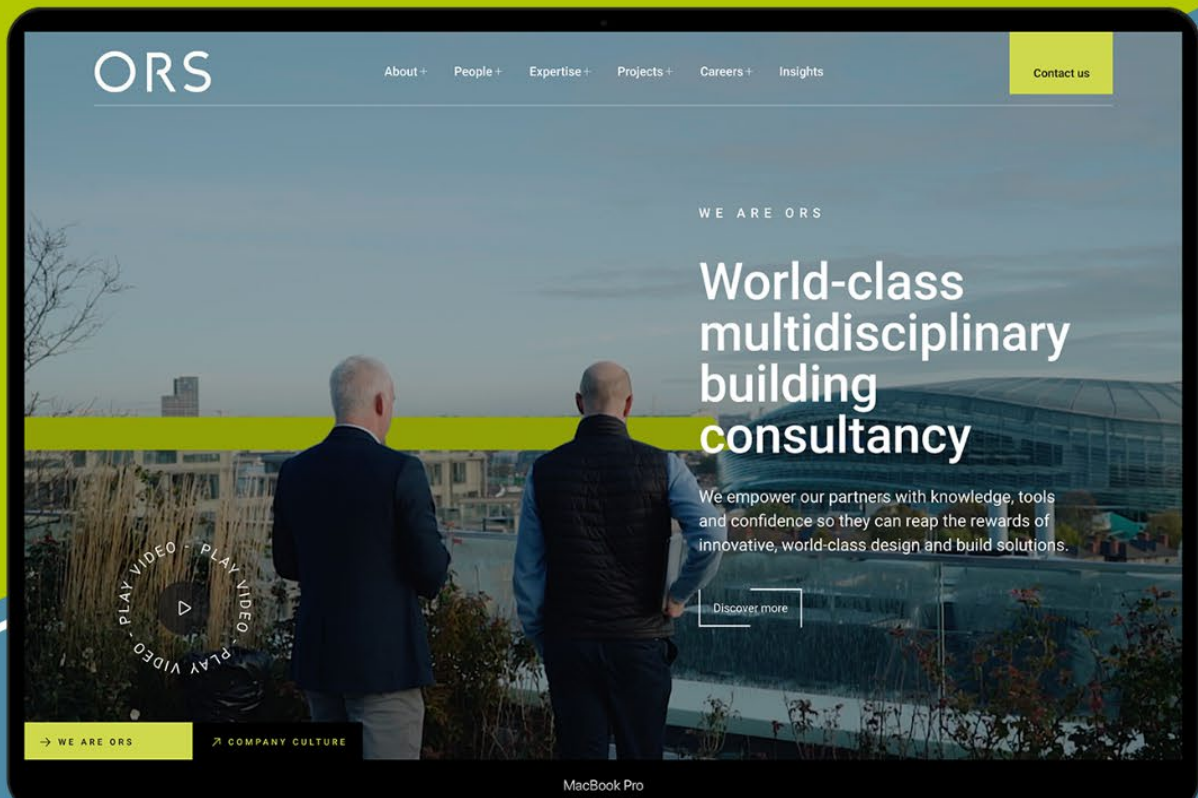 ORS
About +
People +
Expertise +
Projects +
Careers +
Insights
Contact us
WE ARE ORS
World-class
multidisciplinary
building
consultancy
We empower our partners with knowledge, tools
and confidence so they can reap the rewards of
innovative, world-class design and build solutions.
Discover more
PLAY VIDEO - PLAY VIDEO - PLAY VIDEO -
→ WE ARE ORS
↗ COMPANY CULTURE
MacBook Pro